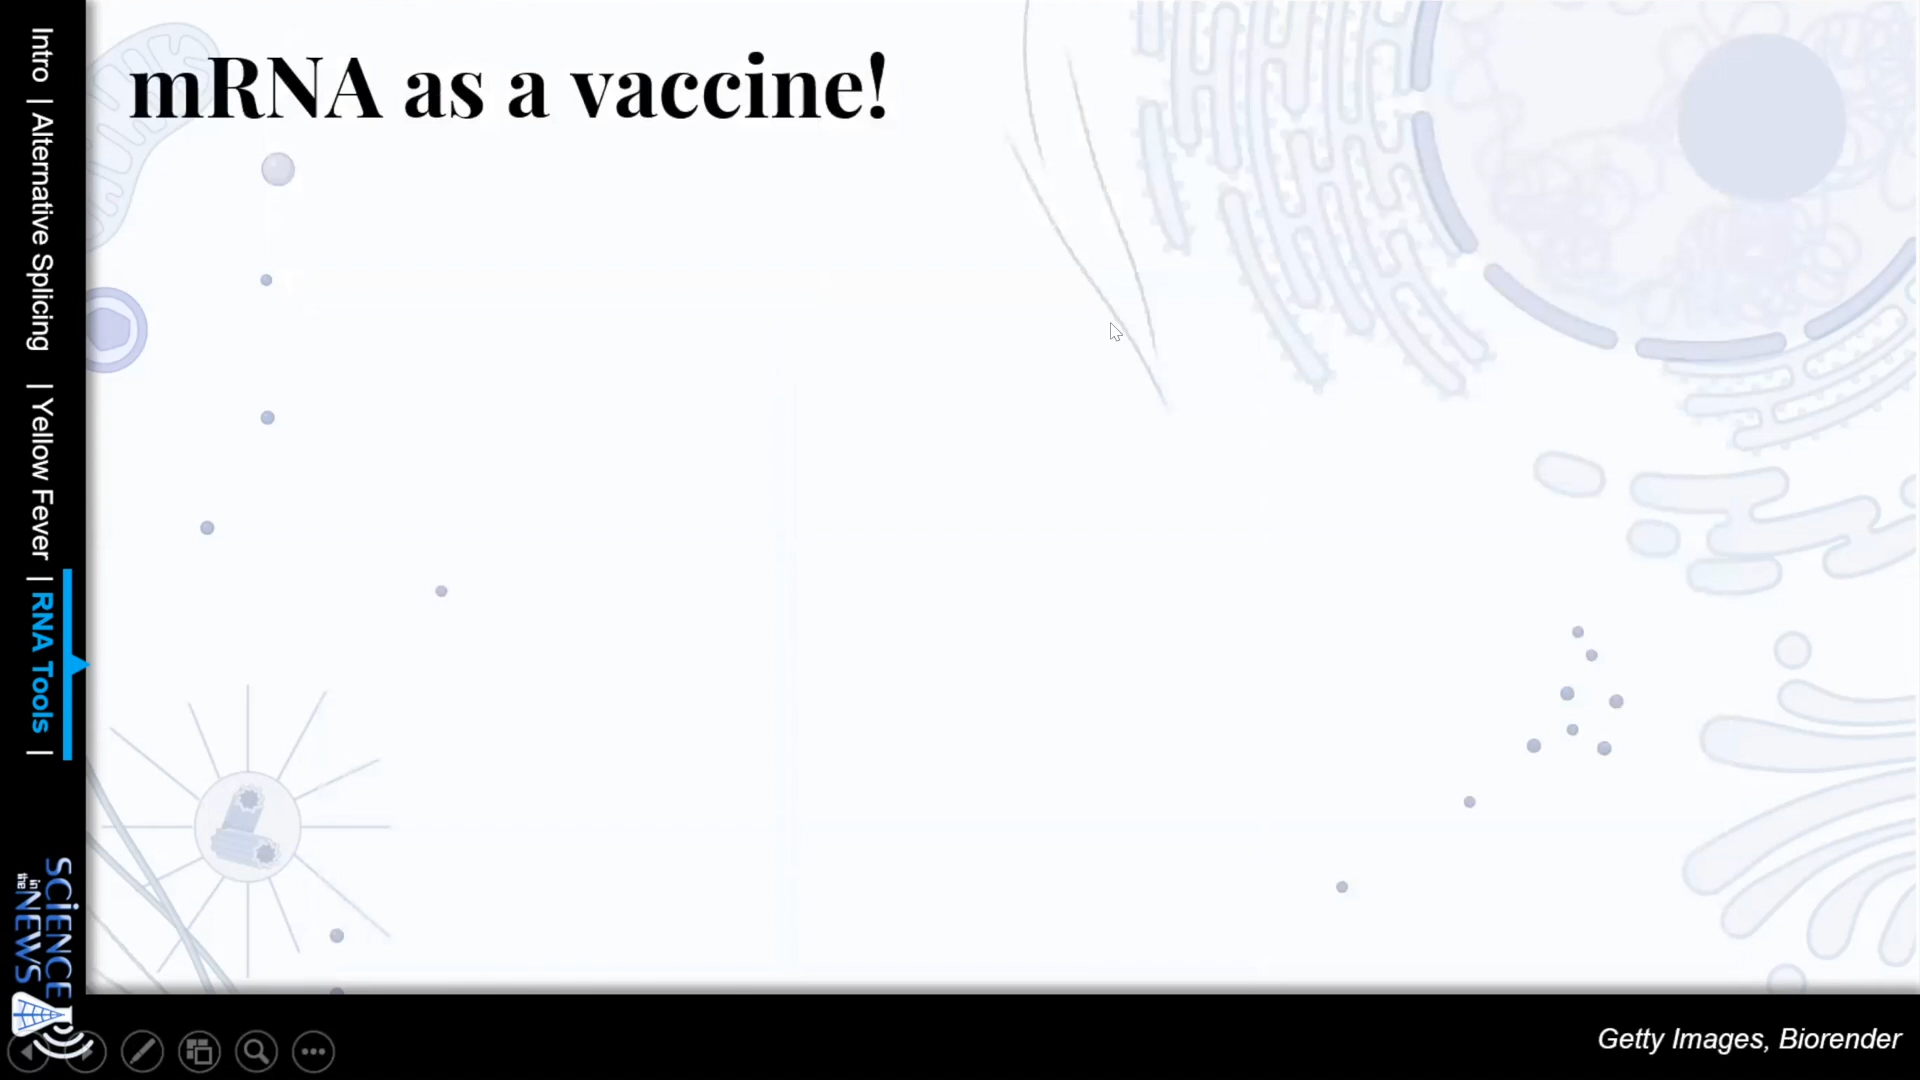 mRNA as a vaccine!
Intro | Alternative Splicing | Yellow Fever | RNA Tools |
SCIENCE
in the NEWS
Getty Images, Biorender